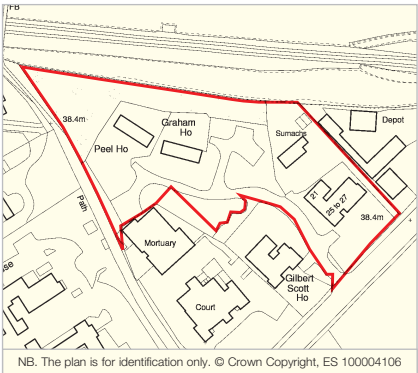 FB
38.4m
Graham
Ho
Peel Ho
Sumachs
Depot
21
25 to 27
38.4m
Path
Mortuary
Gilbert
Scott
Ho
Court
se
NB. The plan is for identification only. © Crown Copyright, ES 100004106